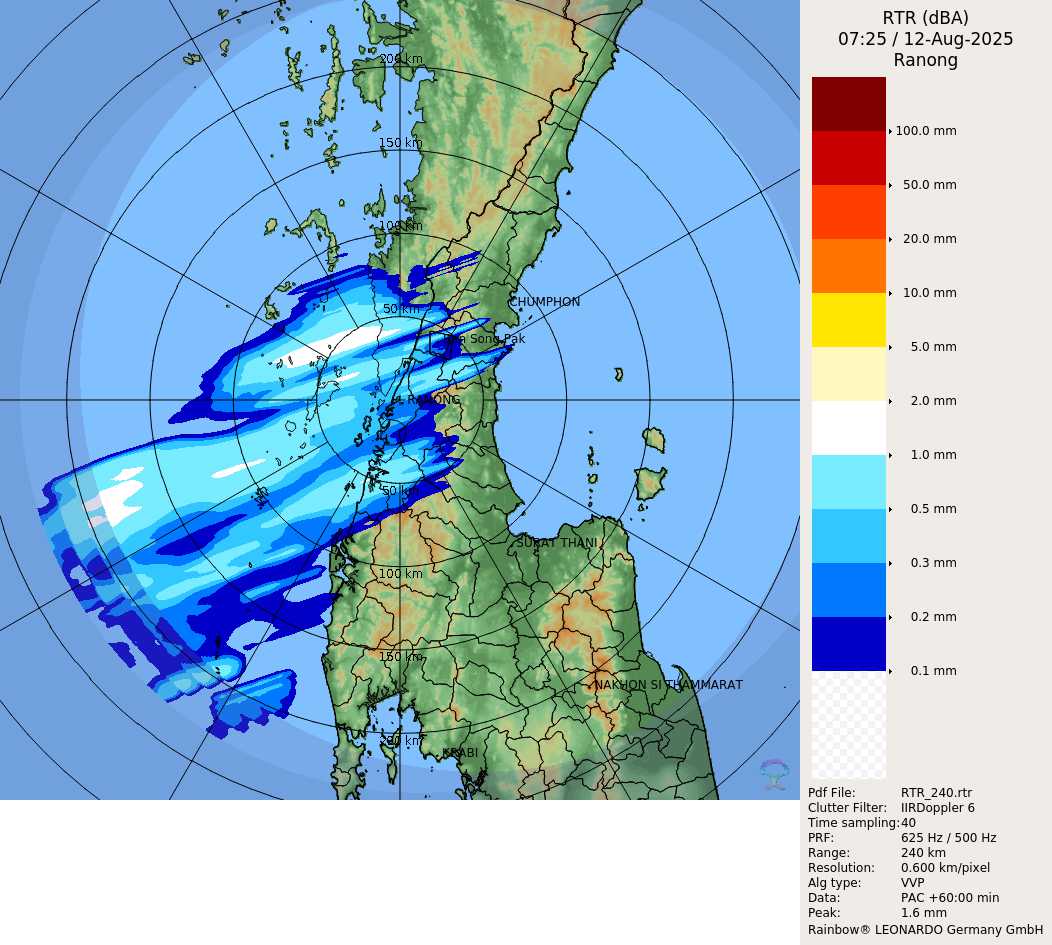 RTR (dBA)
07:25 / 12-Aug-2025
Ranong
200 km
150 km
100 km
50 km
CHUMPHON
Song Pak
RANONG
50 km
SURAT THANI
100 km
150 km
NAKHON SI THAMMARAT
200 km
KRABI
100.0 mm
50.0 mm
20.0 mm
10.0 mm
5.0 mm
2.0 mm
1.0 mm
0.5 mm
0.3 mm
0.2 mm
0.1 mm
Pdf File: RTR_240.rtr
Clutter Filter: IIRDoppler 6
Time sampling: 40
PRF: 625 Hz / 500 Hz
Range: 240 km
Resolution: 0.600 km/pixel
Alg type: VVP
Data: PAC +60:00 min
Peak: 1.6 mm
Rainbow® LEONARDO Germany GmbH